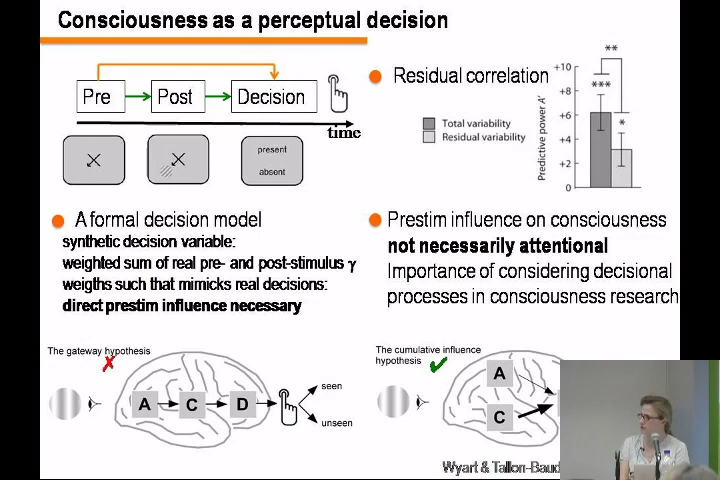 Consciousness as a perceptual decision
Pre
Post
Decision
time
present
absent
Residual correlation
Predictive power A'
+10
+8
+6
+4
+2
0
**
***
*
Total variability
Residual variability
A formal decision model
synthetic decision variable:
weighted sum of real pre- and post-stimulus γ
weigths such that mimicks real decisions:
direct prestim influence necessary
Prestim influence on consciousness
not necessarily attentional
Importance of considering decisional
processes in consciousness research
The gateway hypothesis
A
C
D
seen
unseen
The cumulative influence
hypothesis
A
C
Wyart & Tallon-Baud